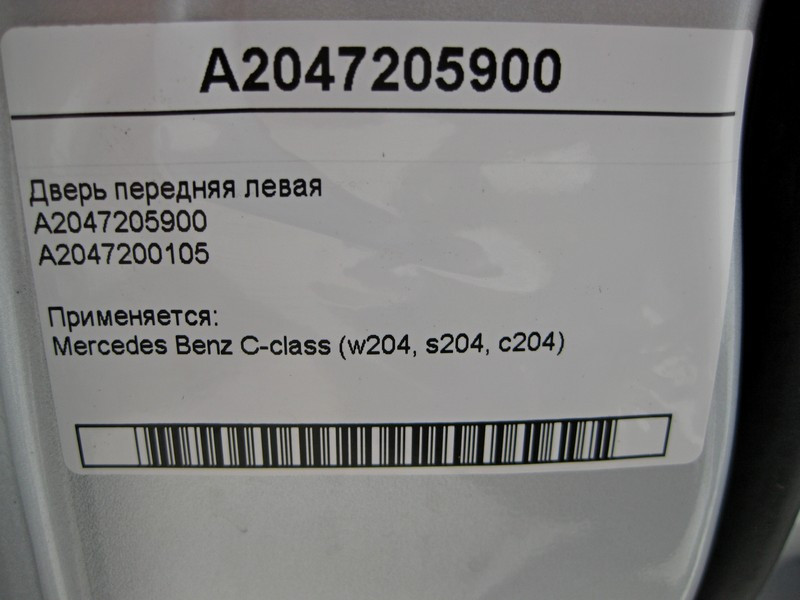 A2047205900
Дверь передняя левая
A2047205900
A2047200105
Применяется:
Mercedes Benz C-class (w204, s204, c204)